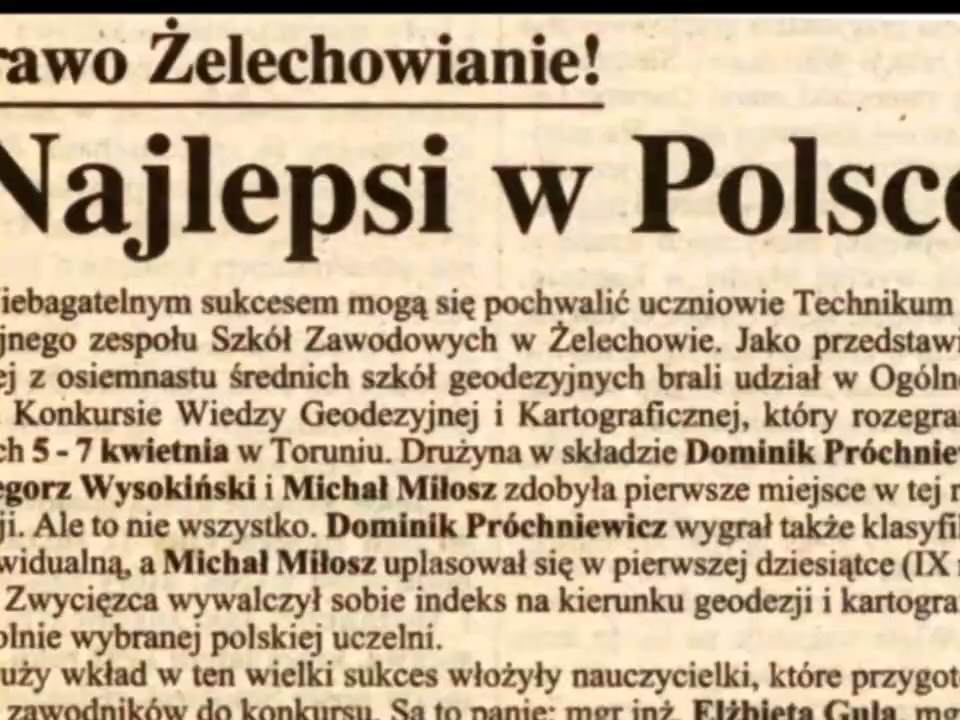 rawo Żelechowianie!
Najlepsi w Polsce
iebagatelnym sukcesem mogą się pochwalić uczniowie Technikum
jnego zespołu Szkół Zawodowych w Żelechowie. Jako przedstawi
ej z osiemnastu średnich szkół geodezyjnych brali udział w Ogóln
Konkursie Wiedzy Geodezyjnej i Kartograficznej, który rozegra
ch 5 - 7 kwietnia w Toruniu. Drużyna w składzie Dominik Próchniew
egorz Wysokiński i Michał Miłosz zdobyła pierwsze miejsce w tej r
ji. Ale to nie wszystko. Dominik Próchniewicz wygrał także klasyfi
widualną, a Michał Miłosz uplasował się w pierwszej dziesiątce (IX
Zwycięzca wywalczył sobie indeks na kierunku geodezji i kartogra
olnie wybranej polskiej uczelni.
uży wkład w ten wielki sukces włożyły nauczycielki, które przygoto
zawodników do konkursu. Są to panie: mgr inż. Elżbieta Gula, mg